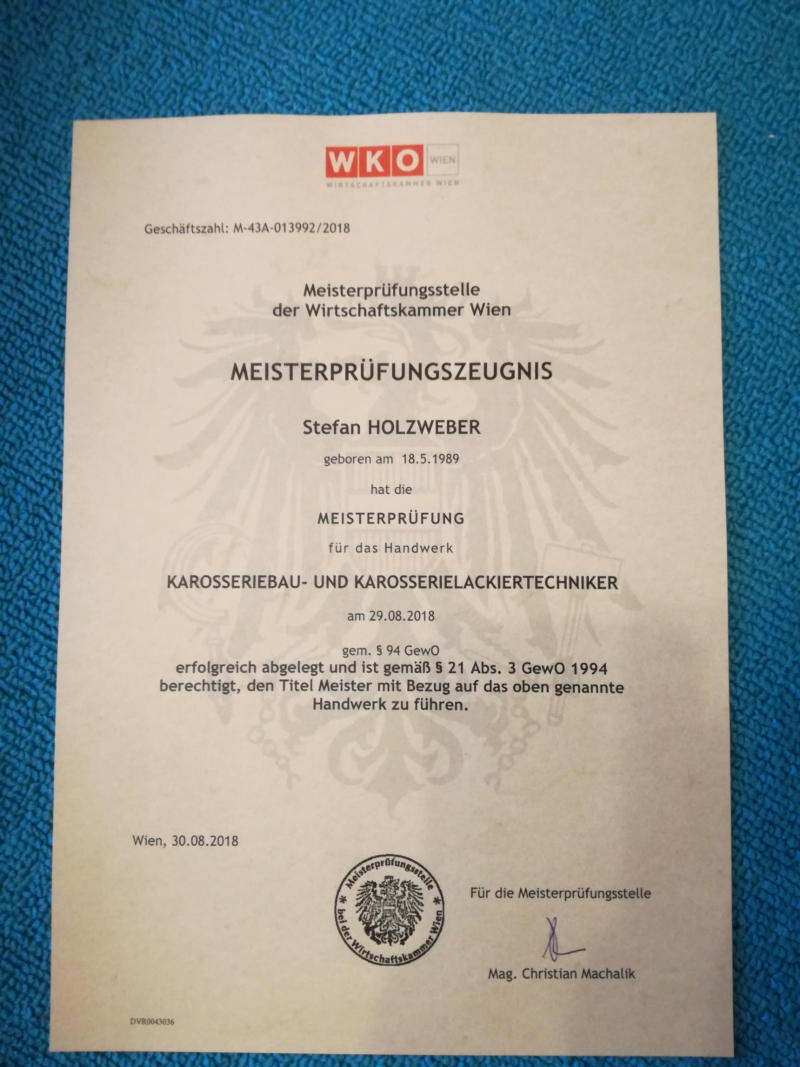 WKO WIEN
WIRTSCHAFTSKAMMER WIEN
Geschäftszahl: M-43A-013992/2018
Meisterprüfungsstelle
der Wirtschaftskammer Wien
MEISTERPRÜFUNGSZEUGNIS
Stefan HOLZWEBER
geboren am 18.5.1989
hat die
MEISTERPRÜFUNG
für das Handwerk
KAROSSERIEBAU- UND KAROSSERIELACKIERTECHNIKER
am 29.08.2018
gem. § 94 GewO
erfolgreich abgelegt und ist gemäß § 21 Abs. 3 GewO 1994
berechtigt, den Titel Meister mit Bezug auf das oben genannte
Handwerk zu führen.
Wien, 30.08.2018
Meisterprüfungsstelle
bei der Wirtschaftskammer Wien
Für die Meisterprüfungsstelle
Mag. Christian Machalik
DVR0043036